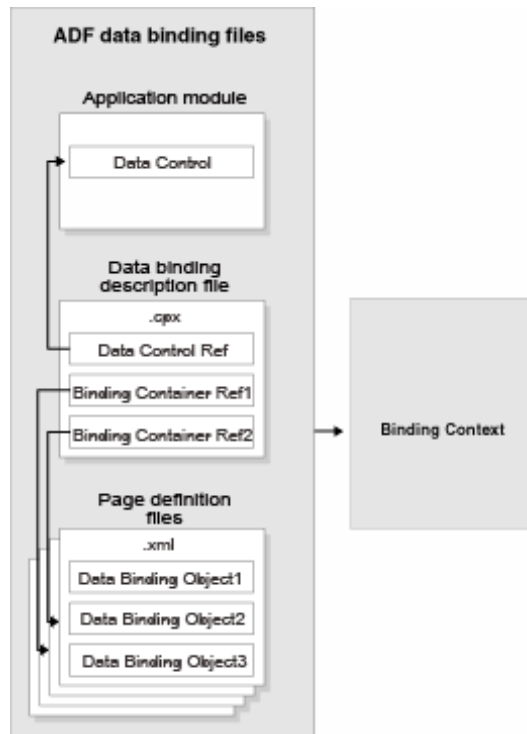 ADF data binding files
Application module
Data Control
Data binding
description file
.cpx
Data Control Ref
Binding Container Ref1
Binding Container Ref2
Binding Context
Page definition
files
.xml
Data Binding Object1
Data Binding Object2
Data Binding Object3